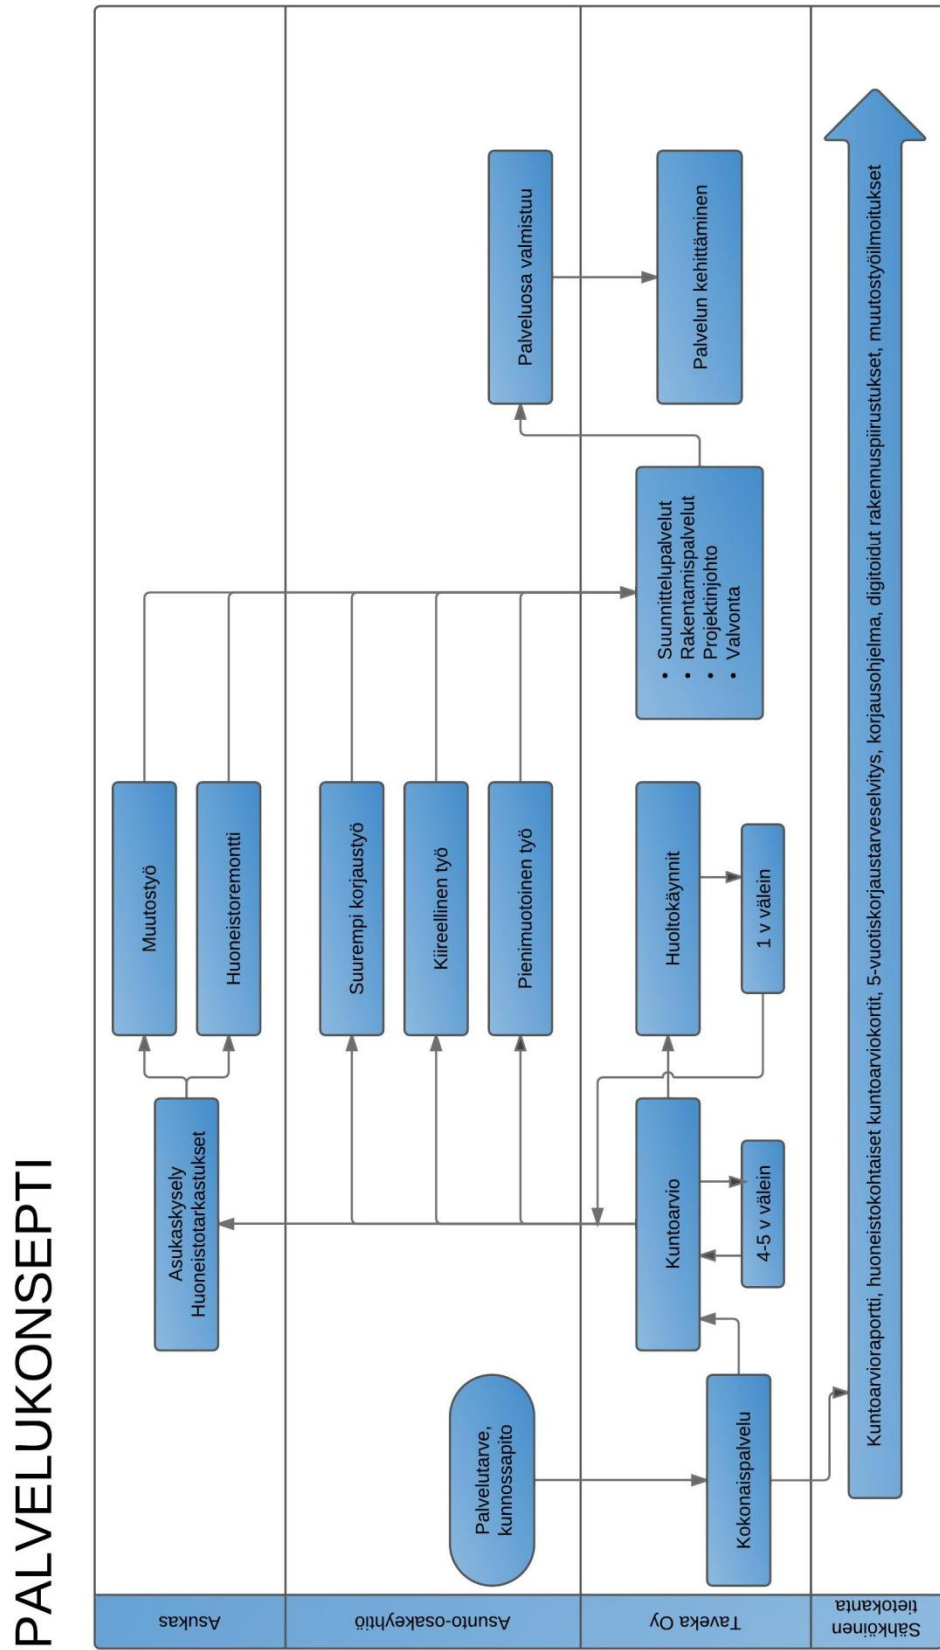 PALVELUKONSEPTI
Asukas
Asukaskysely
Huoneistotarkastukset
Muutostyö
Huoneistoremontti
Asunto-osakeyhtiö
Palvelutarve,
kunnossapito
Suurempi korjaustyö
Kiireellinen työ
Pienimuotoinen työ
Palveluosa valmistuu
Taveka Oy
Kokonaispalvelu
Kuntoarvio
4-5 v välein
Huoltokäynnit
1 v välein
• Suunnittelupalvelut
• Rakentamispalvelut
• Projektinjohto
• Valvonta
Palvelun kehittäminen
Sähköinen
tietokanta
Kuntoarvioraportti, huoneistokohtaiset kuntoarviokortit, 5-vuotiskorjaustarveselvitys, korjausohjelma, digitoidut rakennuspiirustukset, muutostyöilmoitukset